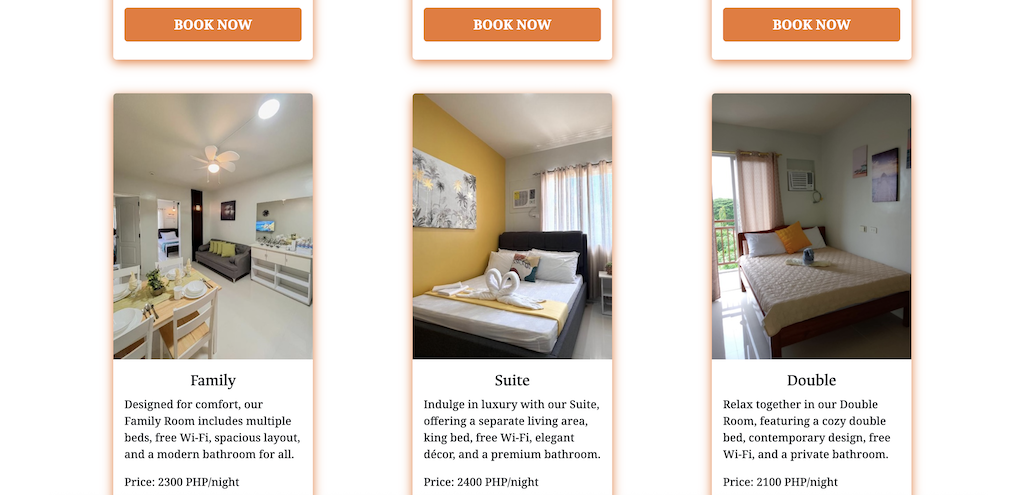 BOOK NOW
BOOK NOW
BOOK NOW
Family
Designed for comfort, our
Family Room includes multiple
beds, free Wi-Fi, spacious layout,
and a modern bathroom for all.
Price: 2300 PHP/night
Suite
Indulge in luxury with our Suite,
offering a separate living area,
king bed, free Wi-Fi, elegant
décor, and a premium bathroom.
Price: 2400 PHP/night
Double
Relax together in our Double
Room, featuring a cozy double
bed, contemporary design, free
Wi-Fi, and a private bathroom.
Price: 2100 PHP/night